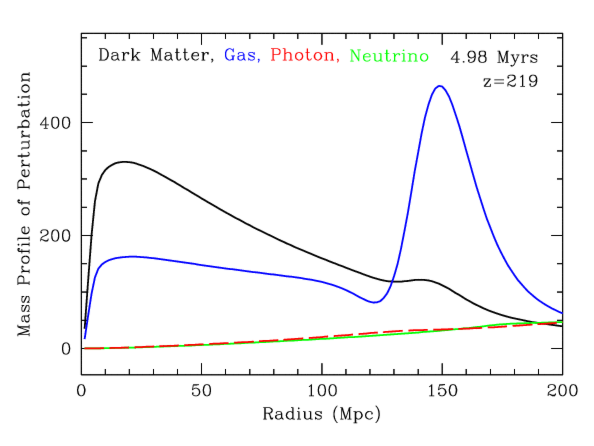 Dark Matter, Gas, Photon, Neutrino 4.98 Myrs
z=219
Mass Profile of Perturbation
400
200
0
0 50 100 150 200
Radius (Mpc)